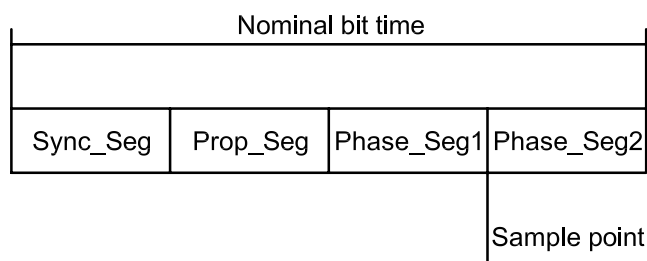 Nominal bit time
Sync_Seg Prop_Seg Phase_Seg1 Phase_Seg2
Sample point